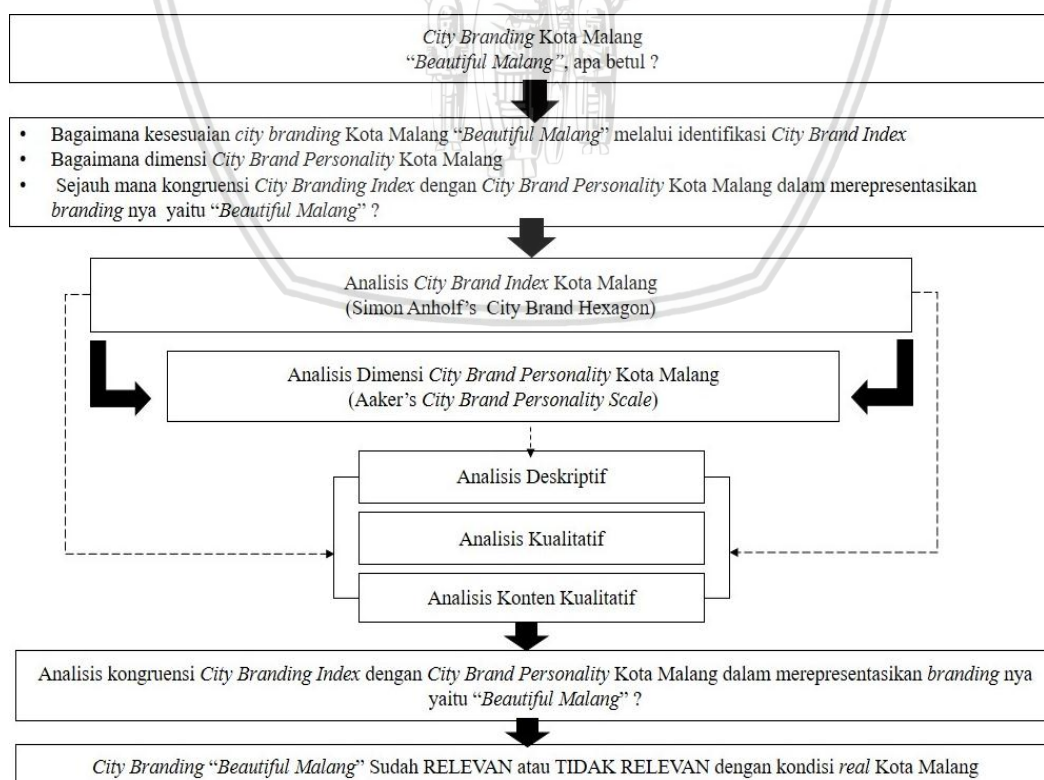 City Branding Kota Malang
“Beautiful Malang”, apa betul ?
• Bagaimana kesesuaian city branding Kota Malang “Beautiful Malang” melalui identifikasi City Brand Index
• Bagaimana dimensi City Brand Personality Kota Malang
• Sejauh mana kongruensi City Branding Index dengan City Brand Personality Kota Malang dalam merepresentasikan
branding nya yaitu “Beautiful Malang” ?
Analisis City Brand Index Kota Malang
(Simon Anholf’s City Brand Hexagon)
Analisis Dimensi City Brand Personality Kota Malang
(Aaker’s City Brand Personality Scale)
Analisis Deskriptif
Analisis Kualitatif
Analisis Konten Kualitatif
Analisis kongruensi City Branding Index dengan City Brand Personality Kota Malang dalam merepresentasikan branding nya
yaitu “Beautiful Malang” ?
City Branding “Beautiful Malang” Sudah RELEVAN atau TIDAK RELEVAN dengan kondisi real Kota Malang